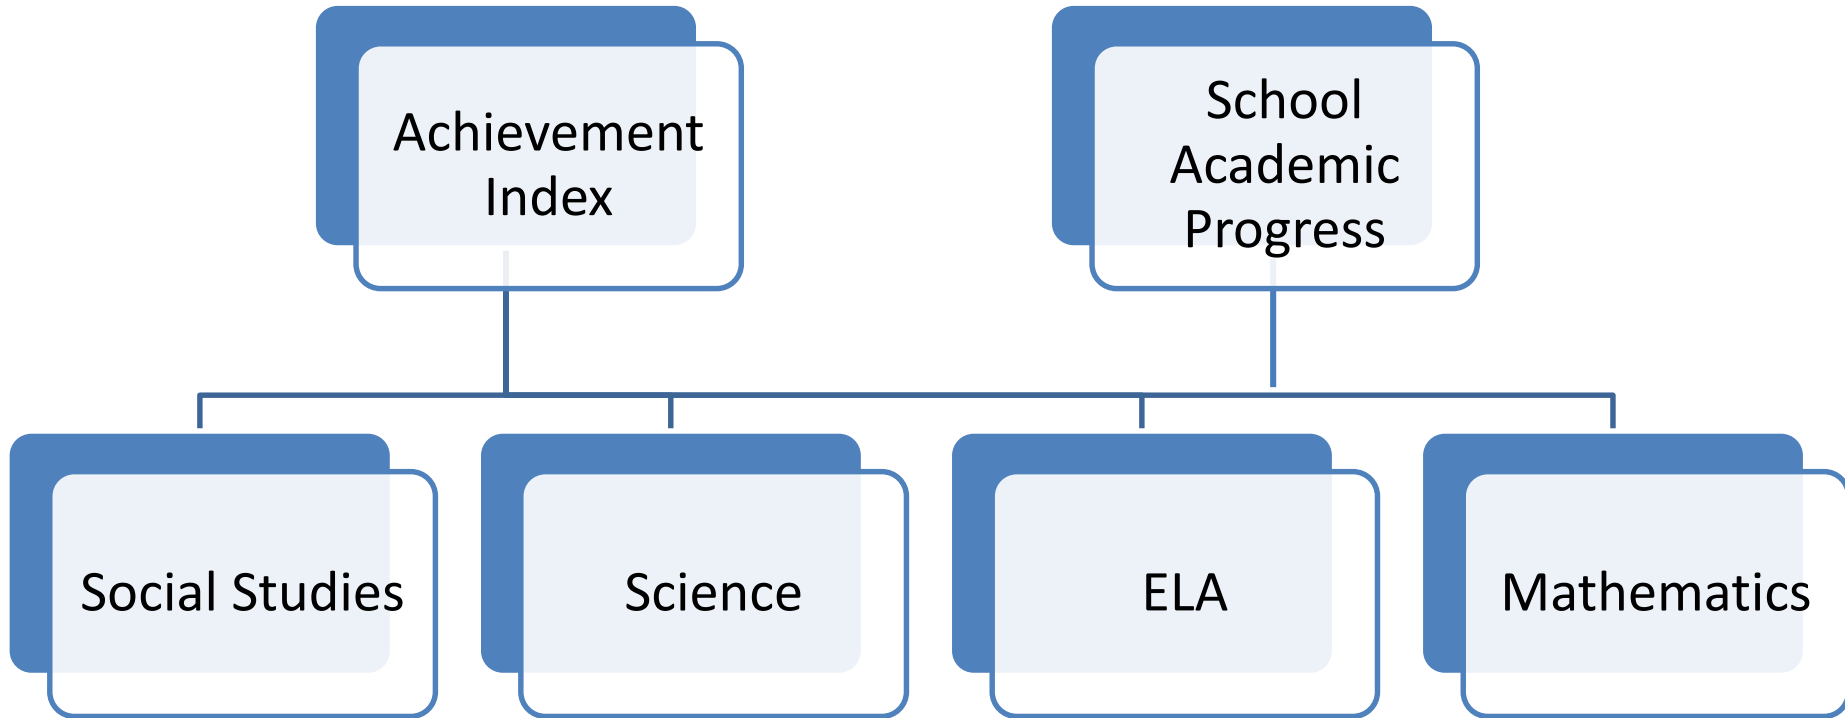 Achievement
Index
School
Academic
Progress
Social Studies
Science
ELA
Mathematics